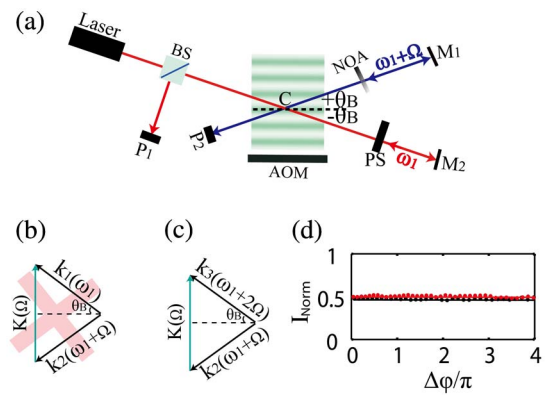 (a)
Laser
BS
NOA
ω1+Ω
M1
C
+θB
-θB
P1
P2
PS
ω1
M2
AOM
(b)
(c)
(d)
K(Ω)
k1(ω1)
θB
k2(ω1+Ω)
K(Ω)
k3(ω1+2Ω)
θB
k2(ω1+Ω)
INorm
1
0.5
0
0 1 2 3 4
Δφ/π